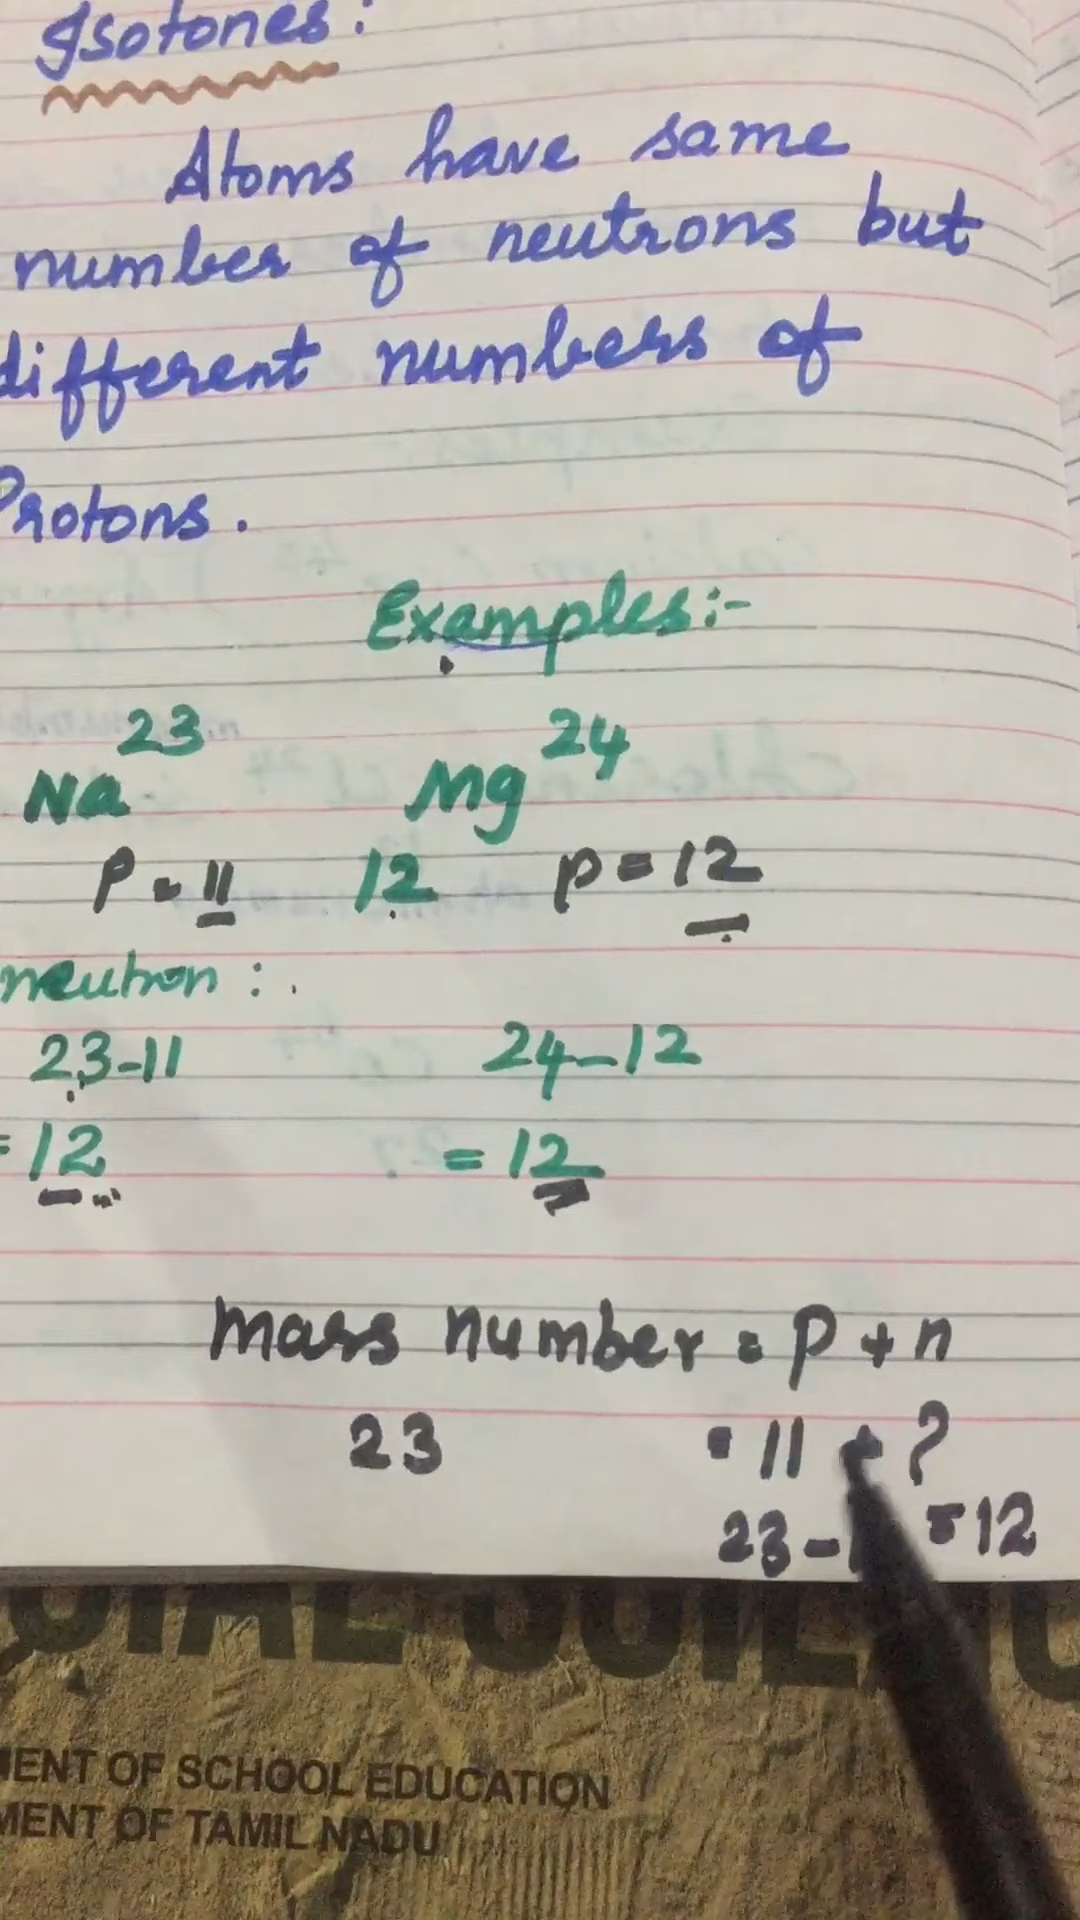 Isotones:
Atoms have same
number of neutrons but
different numbers of
Protons.
Examples:-
23 24
Na Mg
P = 11 12 P = 12
neutron :
23-11 24-12
= 12 = 12
Mass number = P + n
23 = 11 + ?
23 - = 12
MENT OF SCHOOL EDUCATION
MENT OF TAMIL NADU